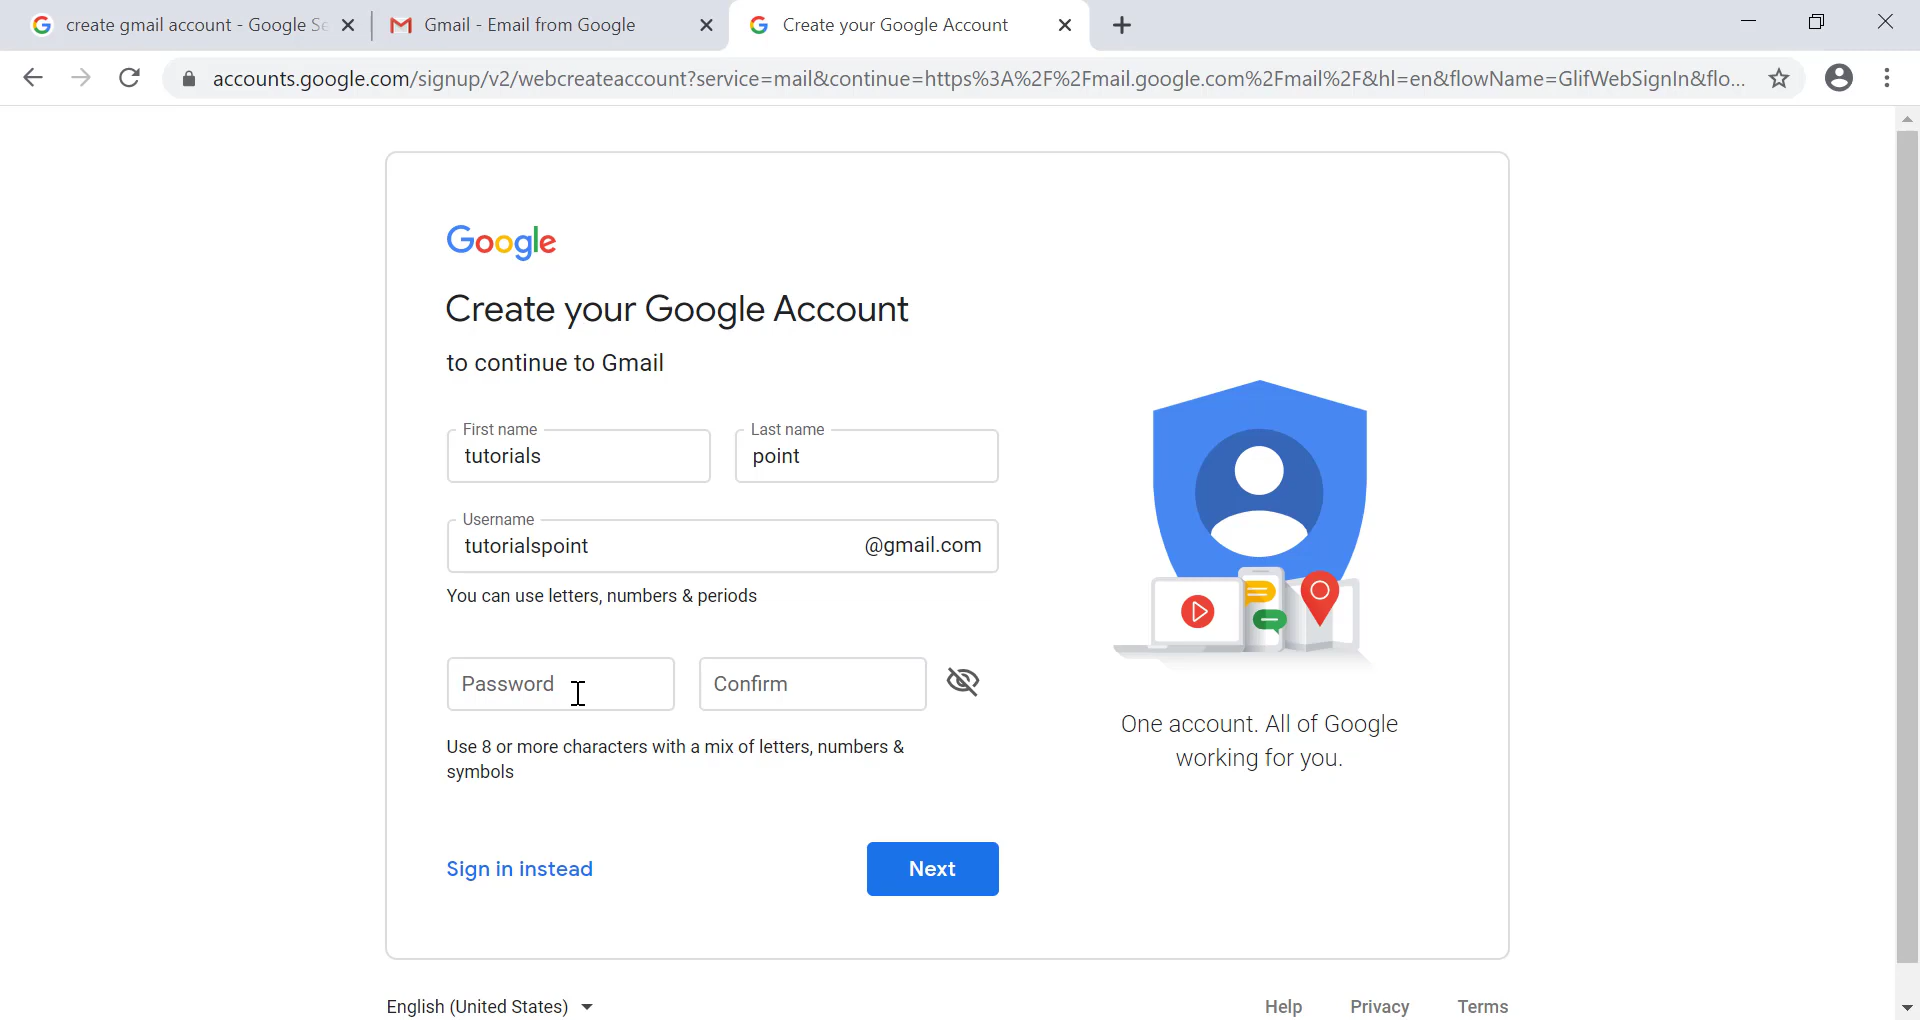 create gmail account - Google Se
Gmail - Email from Google
Create your Google Account
accounts.google.com/signup/v2/webcreateaccount?service=mail&continue=https%3A%2F%2Fmail.google.com%2Fmail%2F&hl=en&flowName=GlifWebSignIn&flo...
Google
Create your Google Account
to continue to Gmail
First name
Last name
tutorials
point
Username
tutorialspoint
@gmail.com
You can use letters, numbers & periods
Password
Confirm
Use 8 or more characters with a mix of letters, numbers &
symbols
One account. All of Google
working for you.
Sign in instead
Next
English (United States)
Help
Privacy
Terms